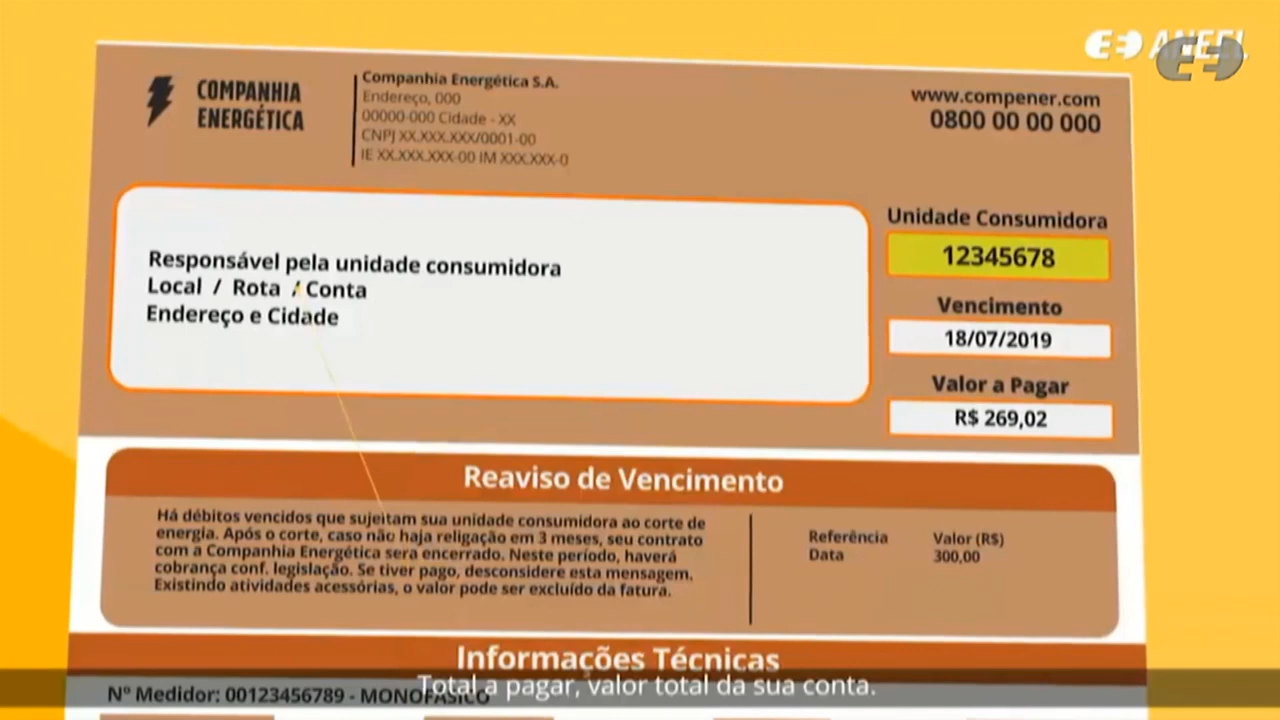 ANEEL
COMPANHIA
ENERGÉTICA
Companhia Energética S.A.
Endereço, 000
00000-000 Cidade - XX
CNPJ XX.XXX.XXX/0001-00
IE XX.XXX.XXX-00 IM XXX.XXX-0
www.compener.com
0800 00 00 000
Responsável pela unidade consumidora
Local / Rota / Conta
Endereço e Cidade
Unidade Consumidora
12345678
Vencimento
18/07/2019
Valor a Pagar
R$ 269,02
Reaviso de Vencimento
Há débitos vencidos que sujeitam sua unidade consumidora ao corte de
energia. Após o corte, caso não haja religação em 3 meses, seu contrato
com a Companhia Energética sera encerrado. Neste período, haverá
cobrança conf. legislação. Se tiver pago, desconsidere esta mensagem.
Existindo atividades acessórias, o valor pode ser excluído da fatura.
Referência Valor (R$)
Data 300,00
Informações Técnicas
Nº Medidor: 00123456789 - MONOFÁSICO
Total a pagar, valor total da sua conta.